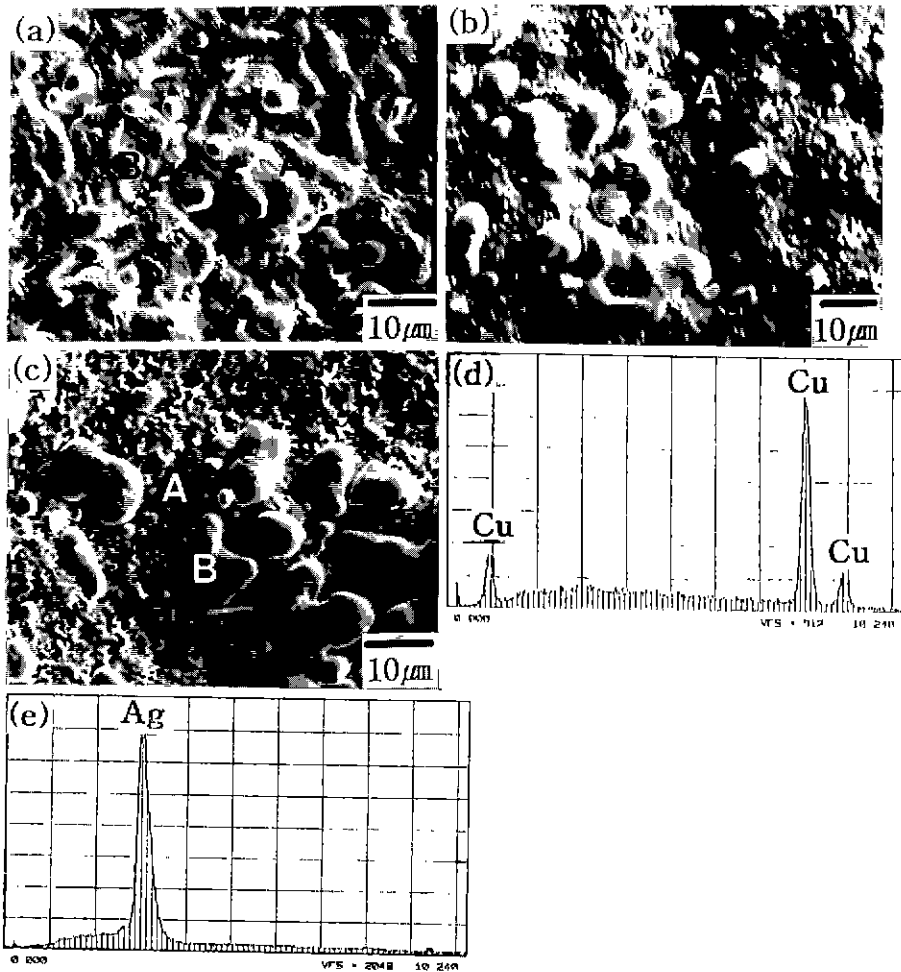 (a)
B
A
10㎛
(b)
A
B
10㎛
(c)
A
B
10㎛
(d)
Cu
Cu
Cu
0 000
VFS = 512 10 240
(e)
Ag
0 000
VFS = 2048 10 240